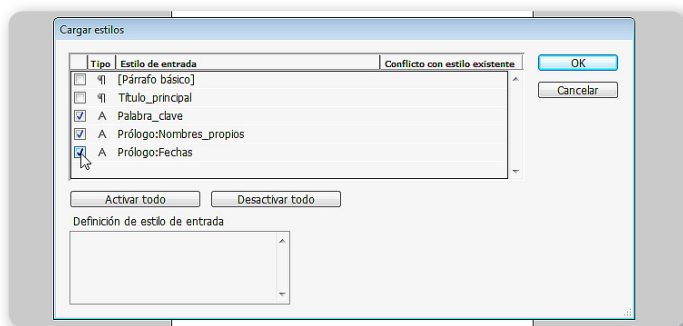 Cargar estilos
Tipo Estilo de entrada Conflicto con estilo existente
¶ [Párrafo básico]
¶ Título_principal
A Palabra_clave
A Prólogo:Nombres_propios
A Prólogo:Fechas
OK
Cancelar
Activar todo Desactivar todo
Definición de estilo de entrada